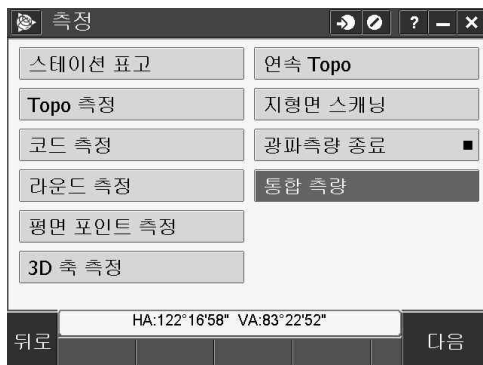 측정
? – ×
스테이션 표고
연속 Topo
Topo 측정
지형면 스캐닝
코드 측정
광파측량 종료
라운드 측정
통합 측량
평면 포인트 측정
3D 축 측정
HA:122°16'58" VA:83°22'52"
뒤로
다음